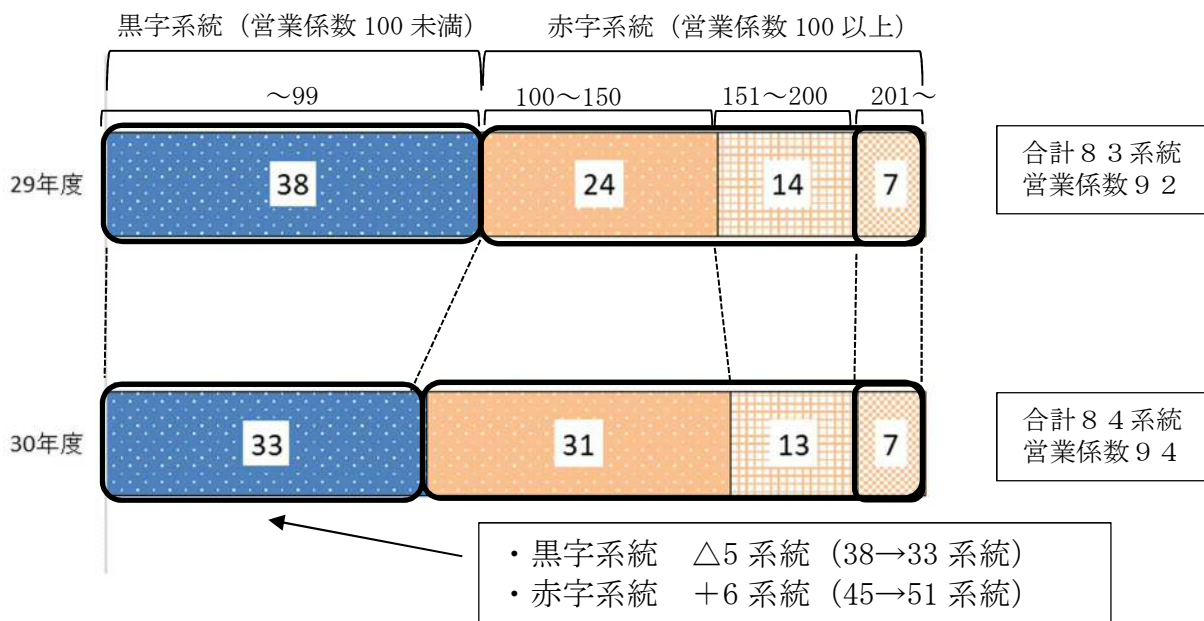 黒字系統（営業係数 100 未満）
赤字系統（営業係数 100 以上）
～99
100～150
151～200
201～
29年度
38
24
14
7
合計８３系統
営業係数９２
30年度
33
31
13
7
合計８４系統
営業係数９４
・黒字系統　△5 系統（38→33 系統）
・赤字系統　＋6 系統（45→51 系統）